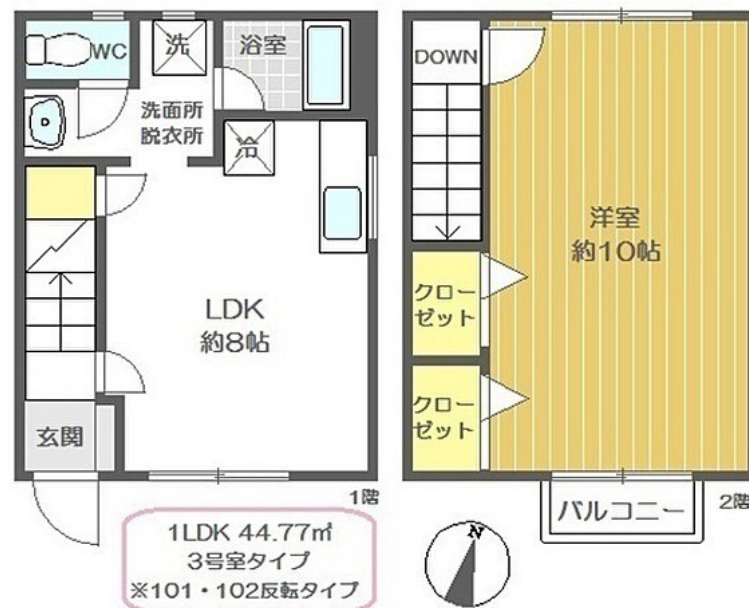 WC
洗
浴室
洗面所
脱衣所
冷
LDK
約8帖
玄関
1階
DOWN
洋室
約10帖
クロー
ゼット
クロー
ゼット
バルコニー
2階
1LDK 44.77㎡
3号室タイプ
※101・102反転タイプ
N